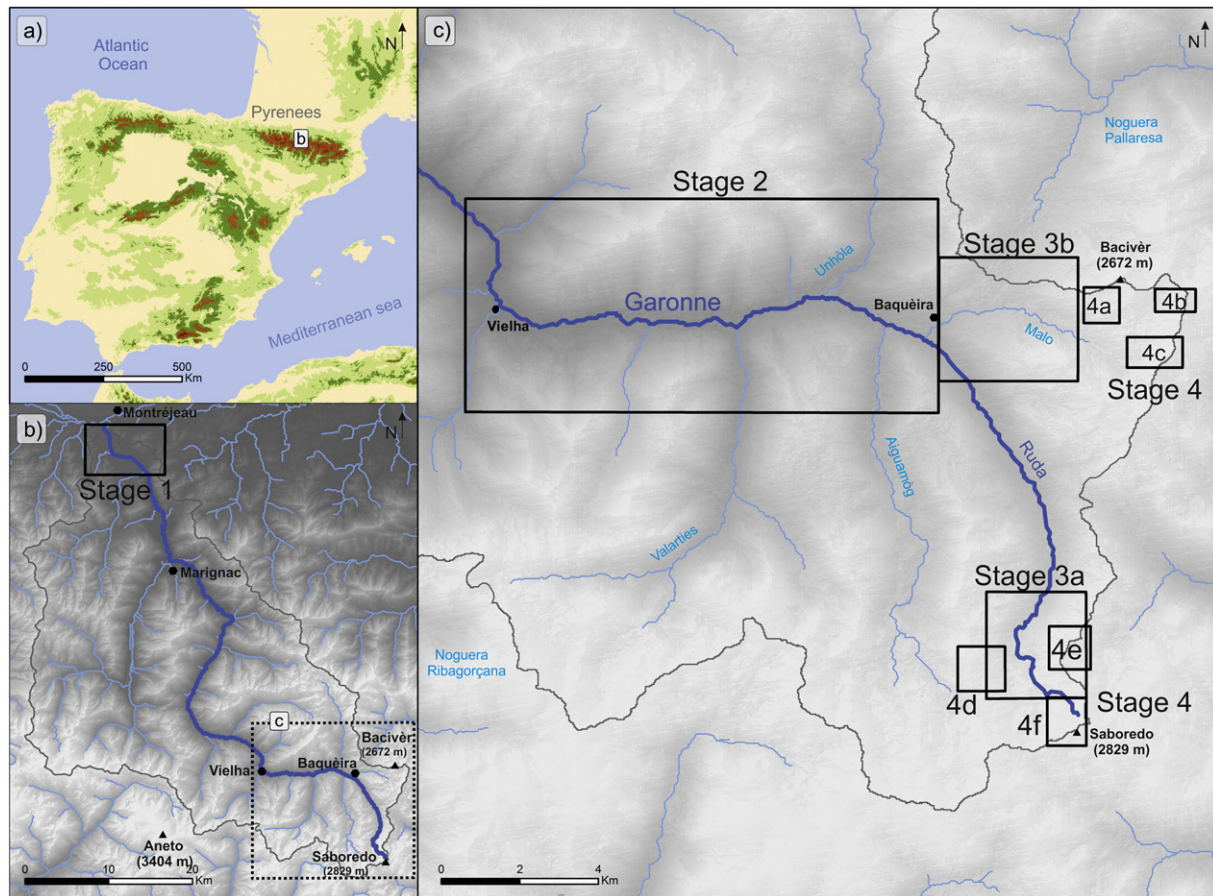 a)
Atlantic
Ocean
N
Pyrenees
b
Mediterranean sea
0 250 500
Km
b)
Montréjeau
N
Stage 1
Marignac
c
Bacivèr
(2672 m)
Vielha
Baquèira
Aneto
(3404 m)
Saboredo
(2829 m)
0 10 20
Km
c)
N
Noguera
Pallaresa
Stage 2
Stage 3b
Bacivèr
(2672 m)
Unhòla
4a
4b
Garonne
Baquèira
Vielha
Malo
4c
Stage 4
Ruda
Aiguamòg
Valarties
Stage 3a
Noguera
Ribagorçana
4e
4d
Stage 4
4f
Saboredo
(2829 m)
0 2 4
Km